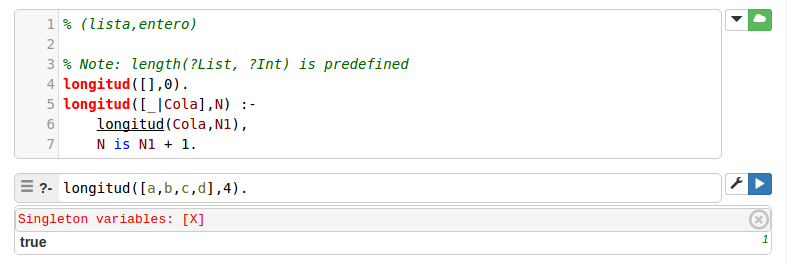 1 % (lista,entero)
2
3 % Note: length(?List, ?Int) is predefined
4 longitud([],0).
5 longitud([_|Cola],N) :-
6     longitud(Cola,N1),
7     N is N1 + 1.
?- longitud([a,b,c,d],4).
Singleton variables: [X]
true 1